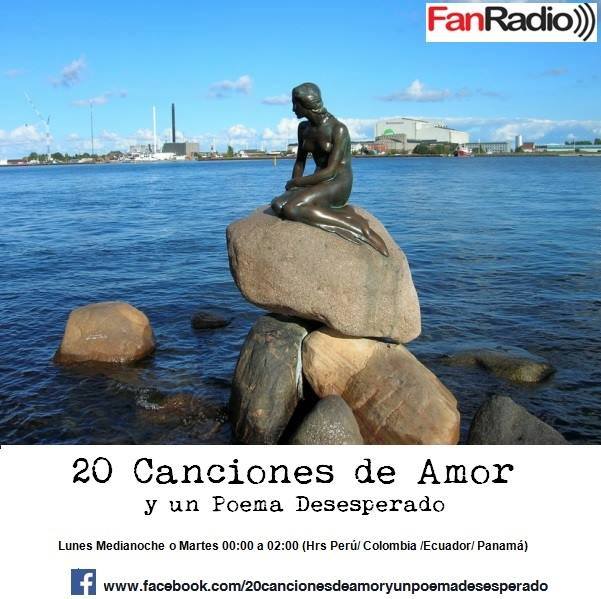 FanRadio
20 Canciones de Amor
y un Poema Desesperado
Lunes Medianoche o Martes 00:00 a 02:00 (Hrs Perú/ Colombia /Ecuador/ Panamá)
f www.facebook.com/20cancionesdeamoryunpoemadesesperado